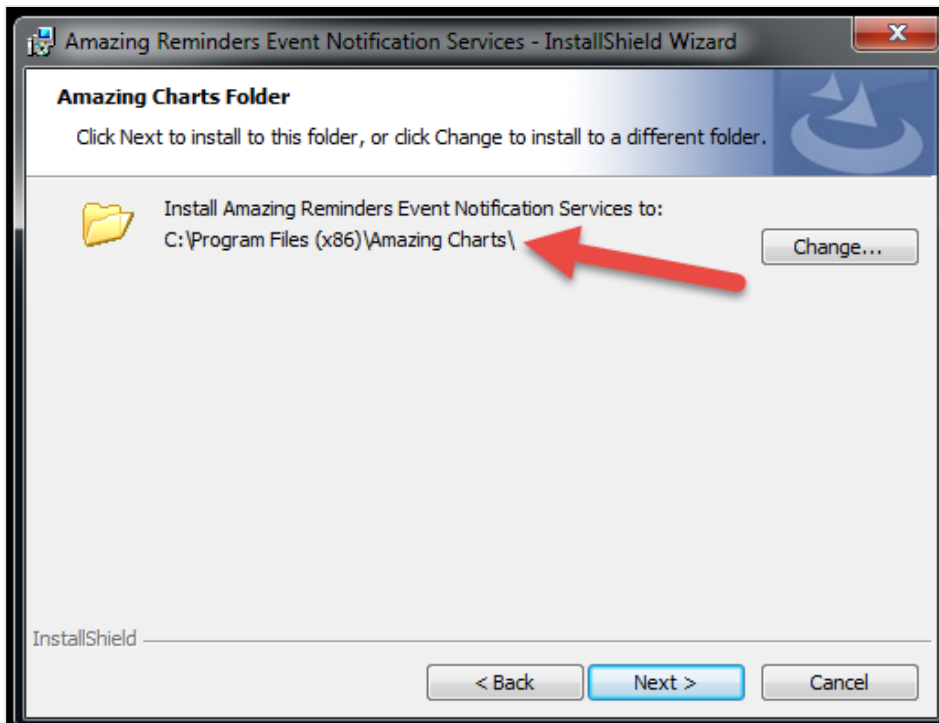 Amazing Reminders Event Notification Services - InstallShield Wizard
Amazing Charts Folder
Click Next to install to this folder, or click Change to install to a different folder.
Install Amazing Reminders Event Notification Services to:
C:\Program Files (x86)\Amazing Charts\
Change...
InstallShield
< Back
Next >
Cancel